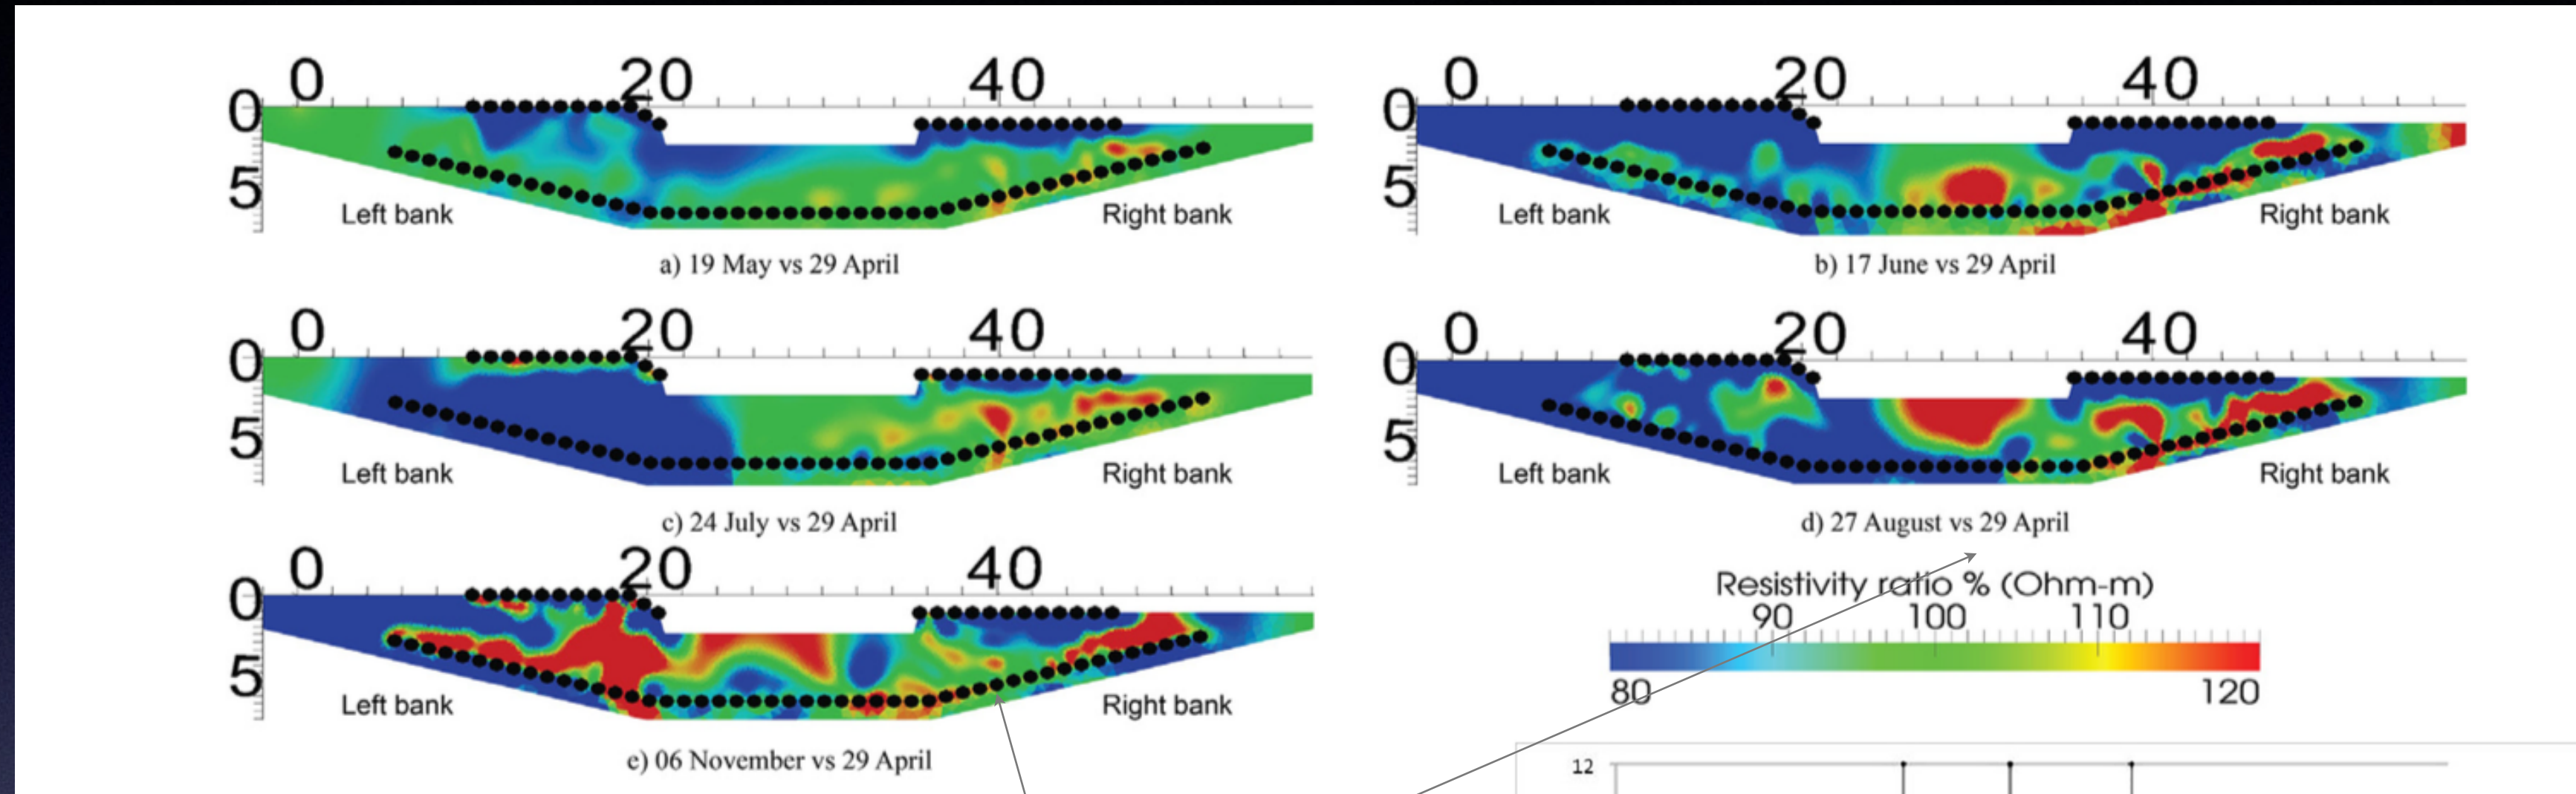 0 20 40
0
5
Left bank Right bank
a) 19 May vs 29 April
0 20 40
0
5
Left bank Right bank
b) 17 June vs 29 April
0 20 40
0
5
Left bank Right bank
c) 24 July vs 29 April
0 20 40
0
5
Left bank Right bank
d) 27 August vs 29 April
0 20 40
0
5
Left bank Right bank
e) 06 November vs 29 April
Resistivity ratio % (Ohm-m)
90 100 110
80 120
12